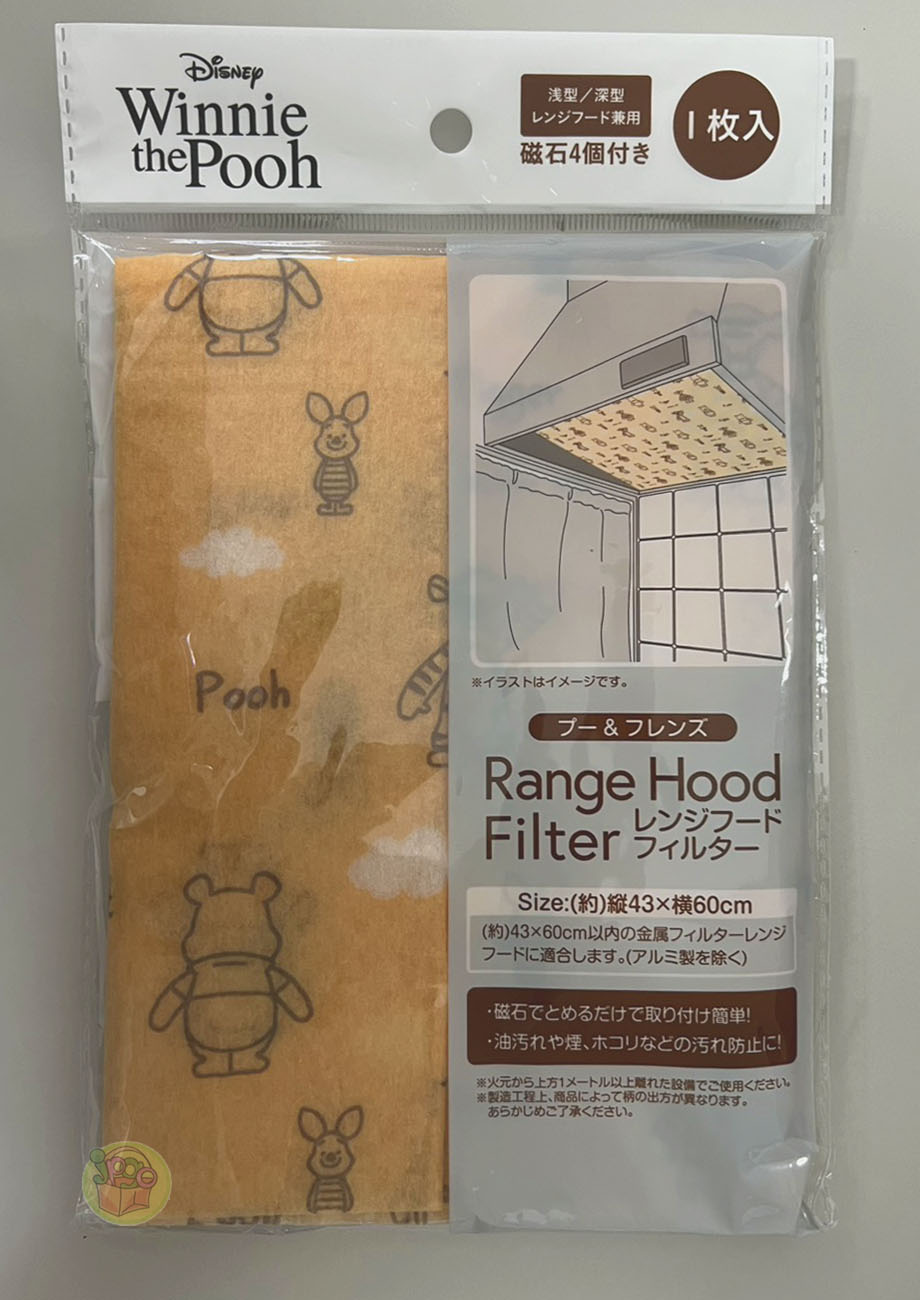 Disney
Winnie
the Pooh
浅型／深型
レンジフード兼用
磁石4個付き
1枚入
Pooh
※イラストはイメージです。
プー＆フレンズ
Range Hood
Filter
レンジフード
フィルター
Size:(約)縦43×横60cm
(約)43×60cm以内の金属フィルターレンジ
フードに適合します。(アルミ製を除く)
・磁石でとめるだけで取り付け簡単!
・油汚れや煙、ホコリなどの汚れ防止に!
※火元から上方1メートル以上離れた設備でご使用ください。
※製造工程上、商品によって柄の出方が異なります。
あらかじめご了承ください。